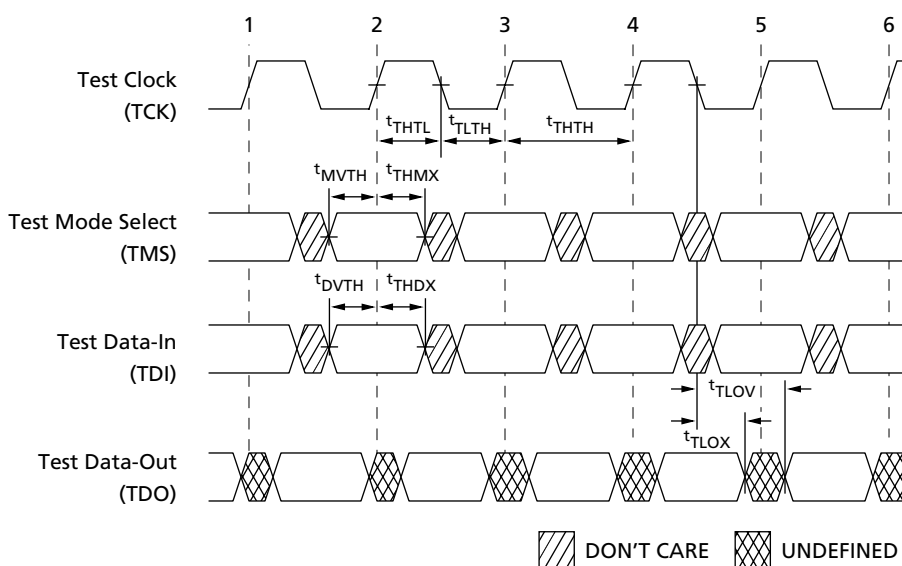 1 2 3 4 5 6
Test Clock
(TCK)
tTHTL tTLTH tTHTH
tMVTH tTHMX
Test Mode Select
(TMS)
tDVTH tTHDX
Test Data-In
(TDI)
tTLOV
tTLOX
Test Data-Out
(TDO)
DON'T CARE UNDEFINED